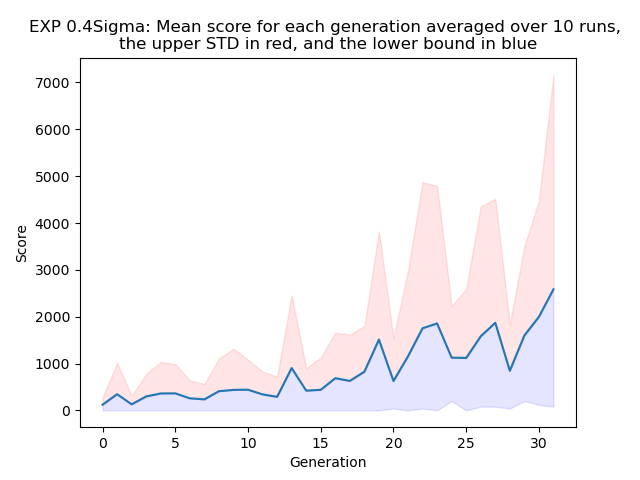 EXP 0.4Sigma: Mean score for each generation averaged over 10 runs,
the upper STD in red, and the lower bound in blue
7000
6000
5000
4000
3000
2000
1000
0
Score
0 5 10 15 20 25 30
Generation